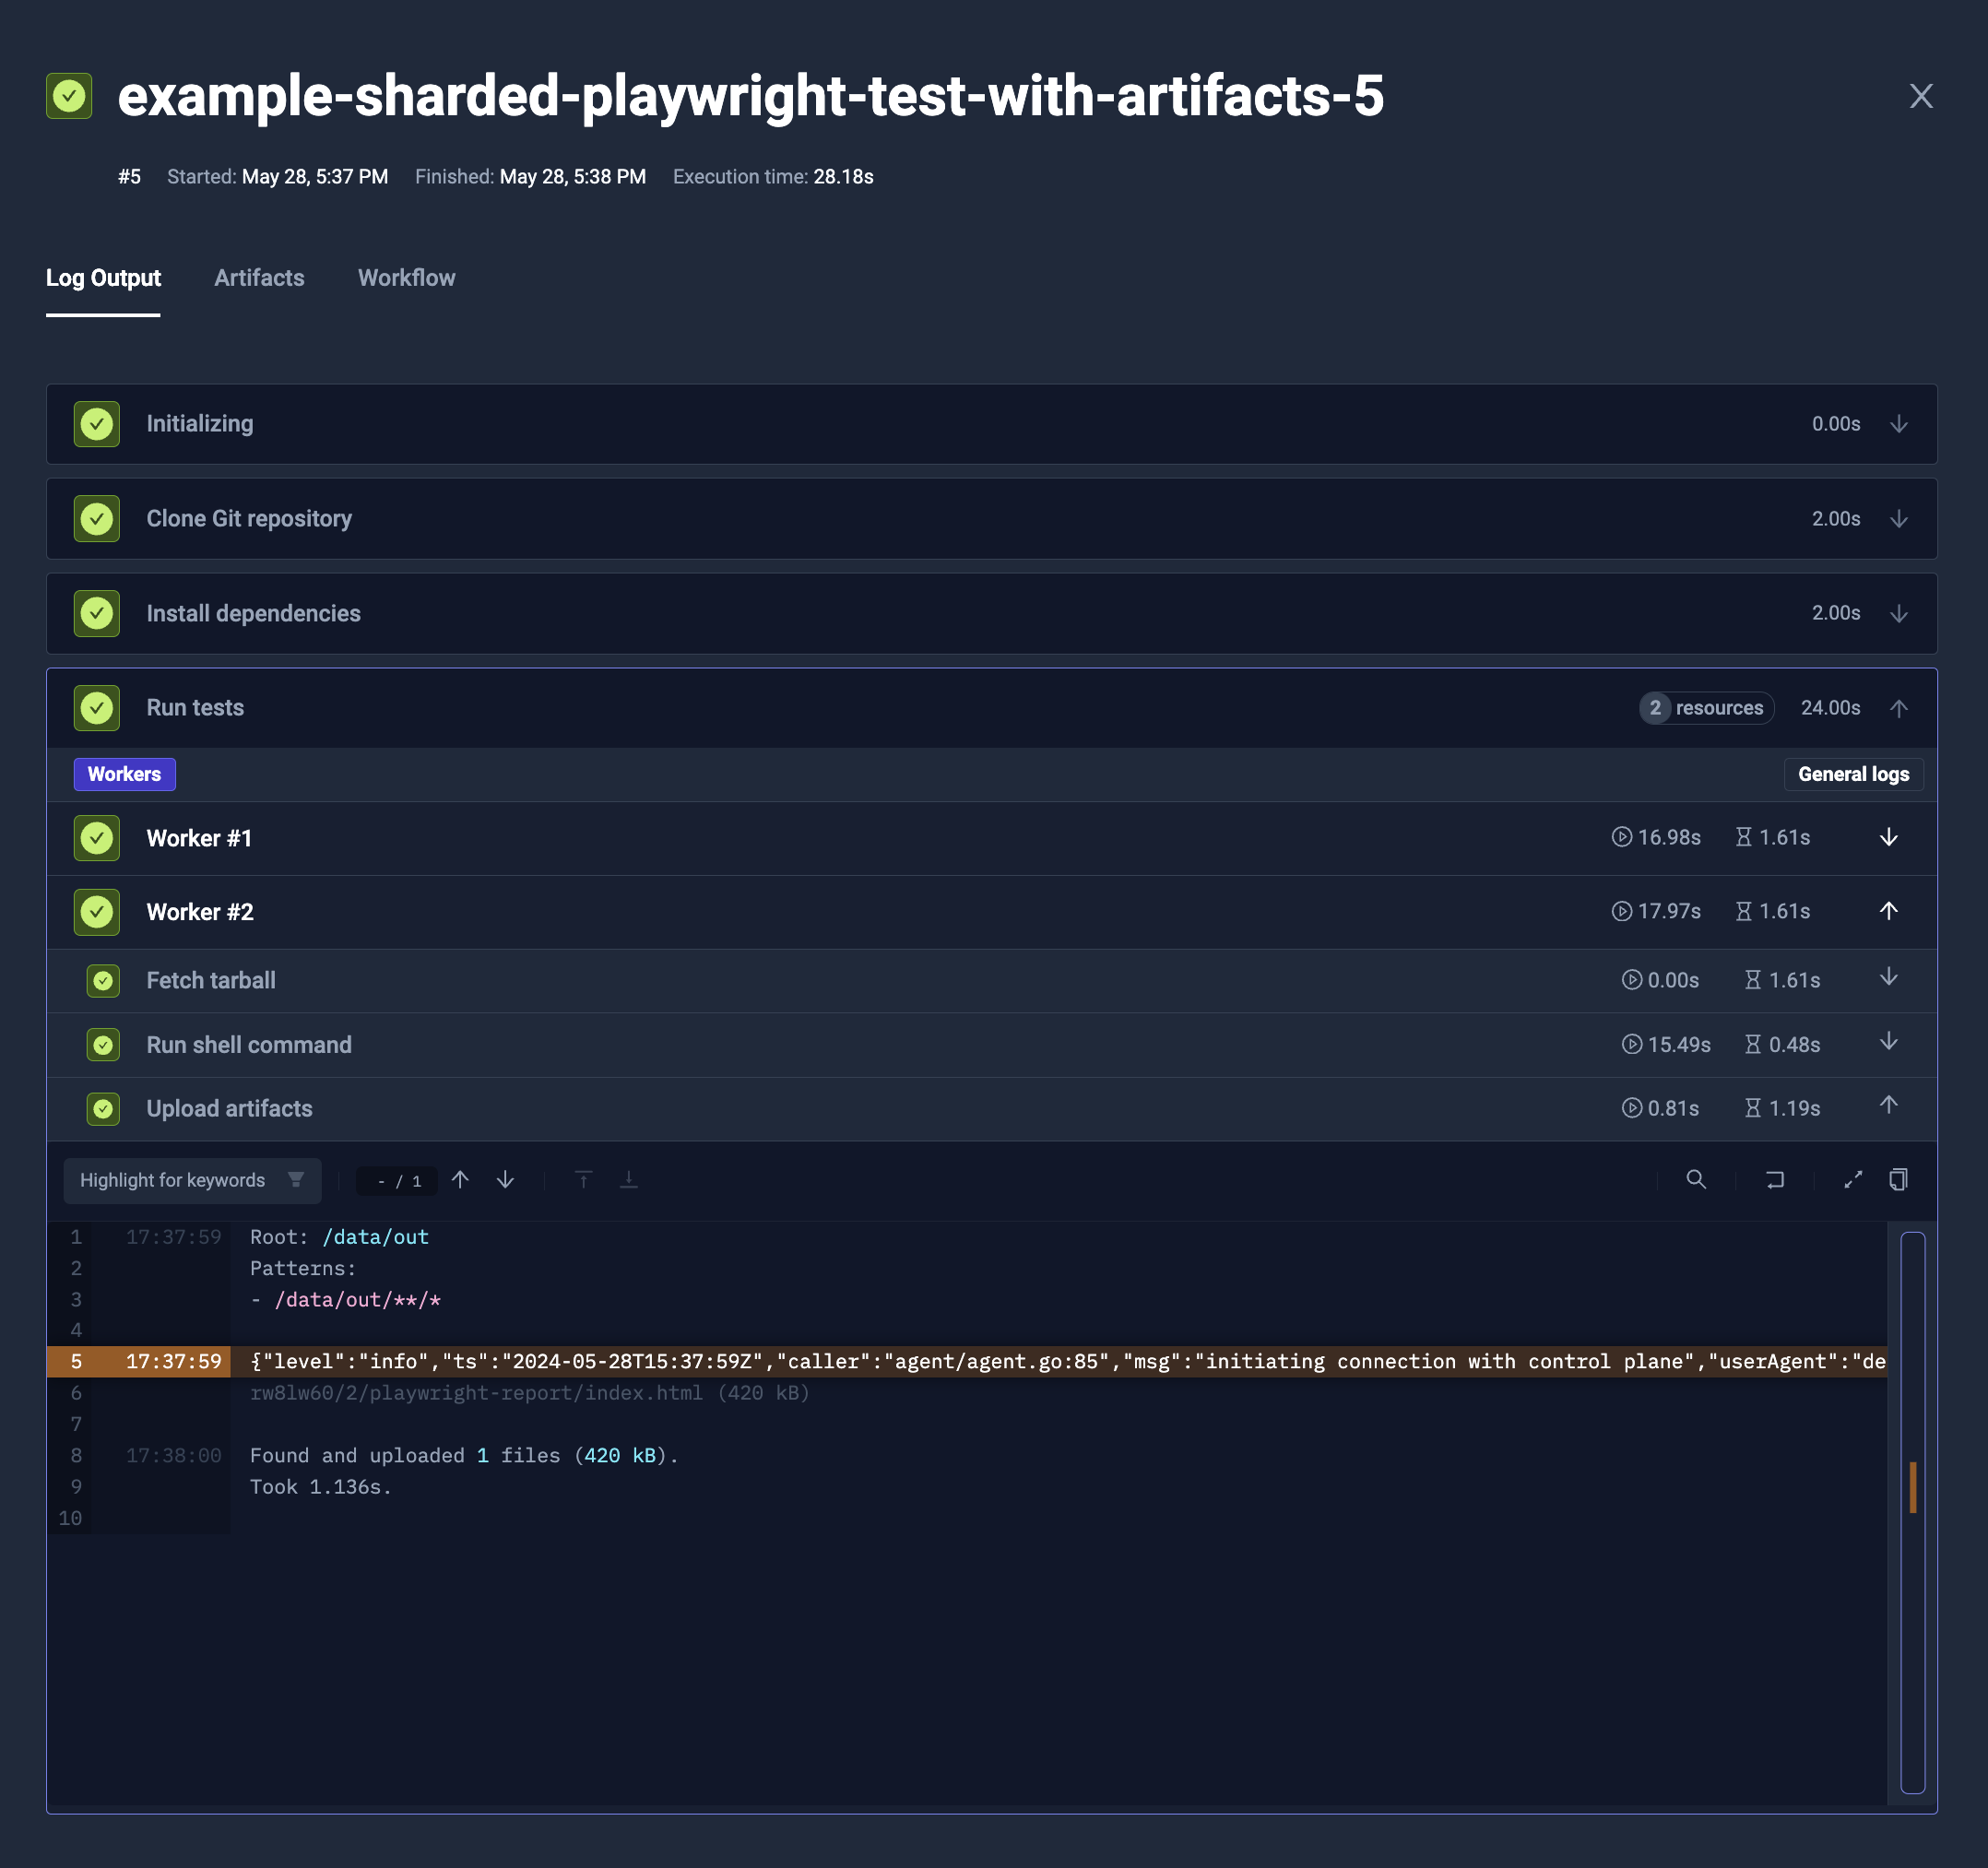 example-sharded-playwright-test-with-artifacts-5
#5 Started: May 28, 5:37 PM Finished: May 28, 5:38 PM Execution time: 28.18s
Log Output Artifacts Workflow
Initializing 0.00s
Clone Git repository 2.00s
Install dependencies 2.00s
Run tests 2 resources 24.00s
Workers General logs
Worker #1 16.98s 1.61s
Worker #2 17.97s 1.61s
Fetch tarball 0.00s 1.61s
Run shell command 15.49s 0.48s
Upload artifacts 0.81s 1.19s
Highlight for keywords - / 1
1 17:37:59 Root: /data/out
2 Patterns:
3 - /data/out/**/*
4
5 17:37:59 {"level":"info","ts":"2024-05-28T15:37:59Z","caller":"agent/agent.go:85","msg":"initiating connection with control plane","userAgent":"de
6 rw8lw60/2/playwright-report/index.html (420 kB)
7
8 17:38:00 Found and uploaded 1 files (420 kB).
9 Took 1.136s.
10